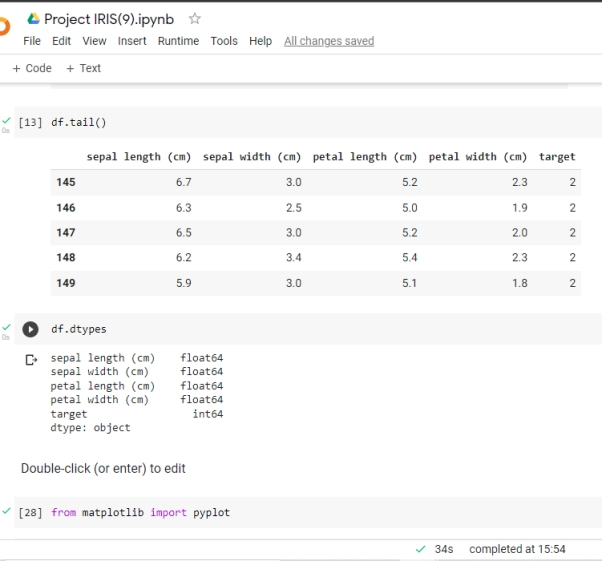 Project IRIS(9).ipynb
File Edit View Insert Runtime Tools Help All changes saved
+ Code + Text
[13] df.tail()
0s
sepal length (cm) sepal width (cm) petal length (cm) petal width (cm) target
145 6.7 3.0 5.2 2.3 2
146 6.3 2.5 5.0 1.9 2
147 6.5 3.0 5.2 2.0 2
148 6.2 3.4 5.4 2.3 2
149 5.9 3.0 5.1 1.8 2
df.dtypes
0s
sepal length (cm) float64
sepal width (cm) float64
petal length (cm) float64
petal width (cm) float64
target int64
dtype: object
Double-click (or enter) to edit
[28] from matplotlib import pyplot
34s completed at 15:54